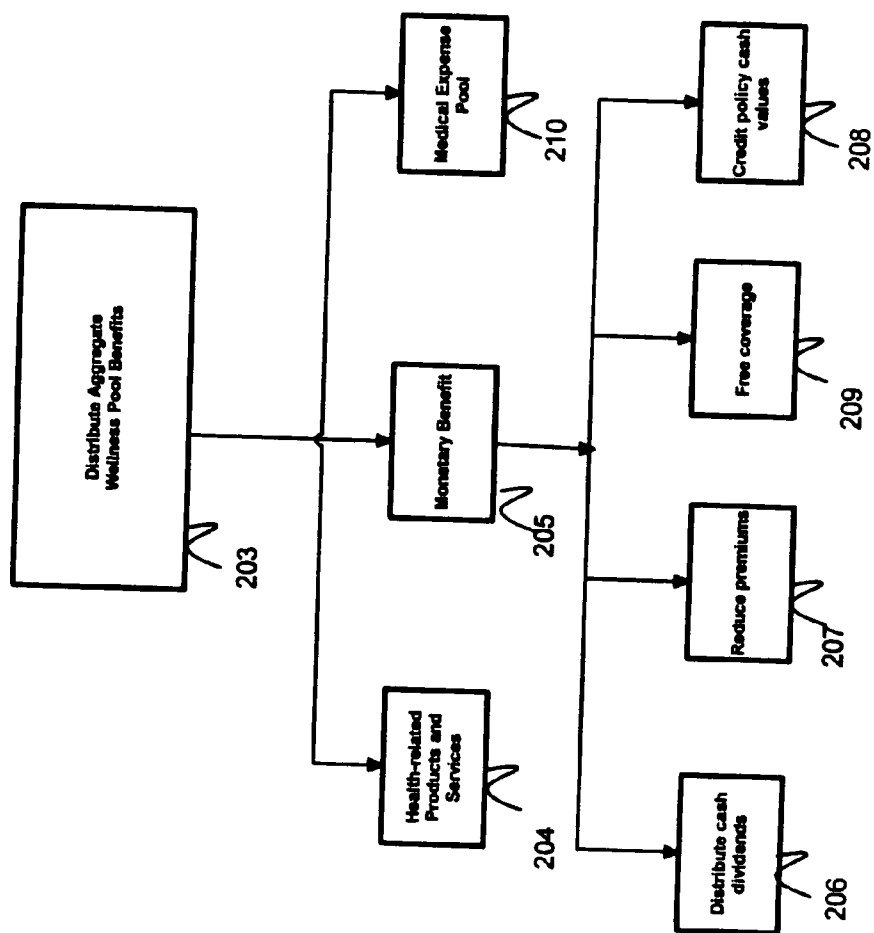 Distribute Aggregate
Wellness Pool Benefits
203
Health-related
Products and
Services
204
Monetary Benefit
205
Medical Expense
Pool
210
Distribute cash
dividends
206
Reduce premiums
207
Free coverage
209
Credit policy cash
values
208